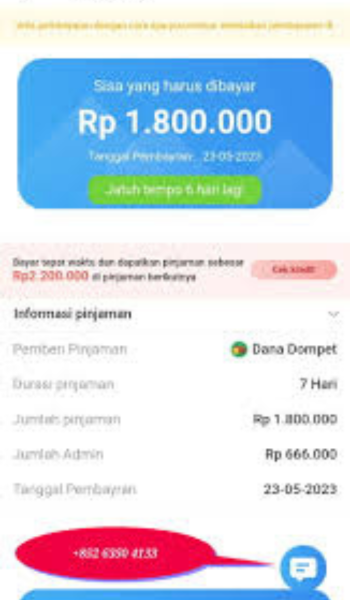 Sisa yang harus dibayar
Rp 1.800.000
Tanggal Pembayaran 23-05-2023
Jatuh tempo 6 hari lagi
Bayar tepat waktu dan dapatkan pinjaman sebesar
Rp2.200.000 di pinjaman berikutnya
Cek kredit
Informasi pinjaman
Pemberi Pinjaman Dana Dompet
Durasi pinjaman 7 Hari
Jumlah pinjaman Rp 1.800.000
Jumlah Admin Rp 666.000
Tanggal Pembayran 23-05-2023
+852 6350 4133